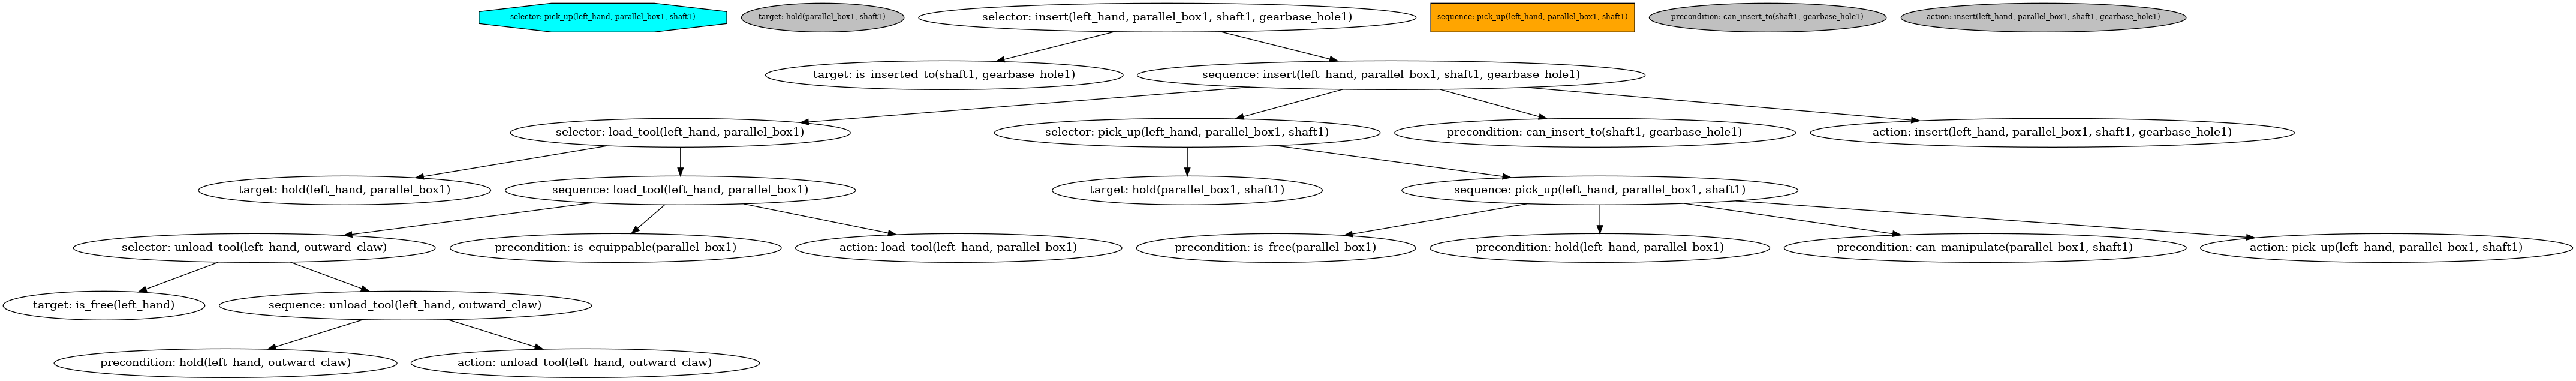 selector: pick_up(left_hand, parallel_box1, shaft1)
target: hold(parallel_box1, shaft1)
selector: insert(left_hand, parallel_box1, shaft1, gearbase_hole1)
sequence: pick_up(left_hand, parallel_box1, shaft1)
precondition: can_insert_to(shaft1, gearbase_hole1)
action: insert(left_hand, parallel_box1, shaft1, gearbase_hole1)
target: is_inserted_to(shaft1, gearbase_hole1)
sequence: insert(left_hand, parallel_box1, shaft1, gearbase_hole1)
selector: load_tool(left_hand, parallel_box1)
selector: pick_up(left_hand, parallel_box1, shaft1)
precondition: can_insert_to(shaft1, gearbase_hole1)
action: insert(left_hand, parallel_box1, shaft1, gearbase_hole1)
target: hold(left_hand, parallel_box1)
sequence: load_tool(left_hand, parallel_box1)
target: hold(parallel_box1, shaft1)
sequence: pick_up(left_hand, parallel_box1, shaft1)
selector: unload_tool(left_hand, outward_claw)
precondition: is_equippable(parallel_box1)
action: load_tool(left_hand, parallel_box1)
precondition: is_free(parallel_box1)
precondition: hold(left_hand, parallel_box1)
precondition: can_manipulate(parallel_box1, shaft1)
action: pick_up(left_hand, parallel_box1, shaft1)
target: is_free(left_hand)
sequence: unload_tool(left_hand, outward_claw)
precondition: hold(left_hand, outward_claw)
action: unload_tool(left_hand, outward_claw)